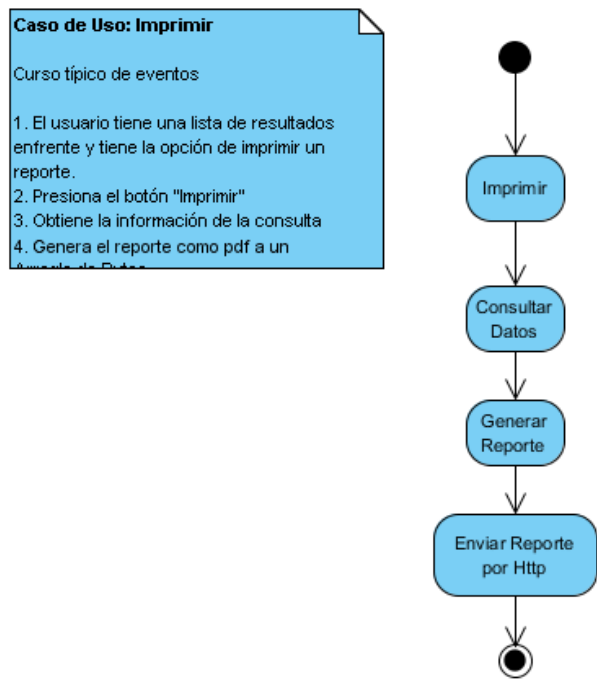 Caso de Uso: Imprimir
Curso típico de eventos
1. El usuario tiene una lista de resultados
enfrente y tiene la opción de imprimir un
reporte.
2. Presiona el botón "Imprimir"
3. Obtiene la información de la consulta
4. Genera el reporte como pdf a un
Imprimir
Consultar
Datos
Generar
Reporte
Enviar Reporte
por Http